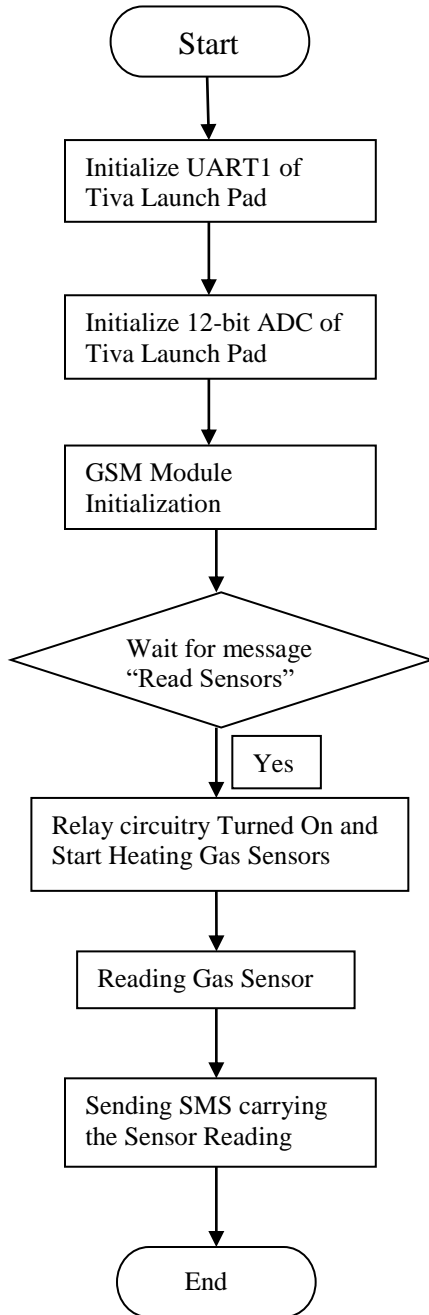 Start
Initialize UART1 of
Tiva Launch Pad
Initialize 12-bit ADC of
Tiva Launch Pad
GSM Module
Initialization
Wait for message
“Read Sensors”
Yes
Relay circuitry Turned On and
Start Heating Gas Sensors
Reading Gas Sensor
Sending SMS carrying
the Sensor Reading
End